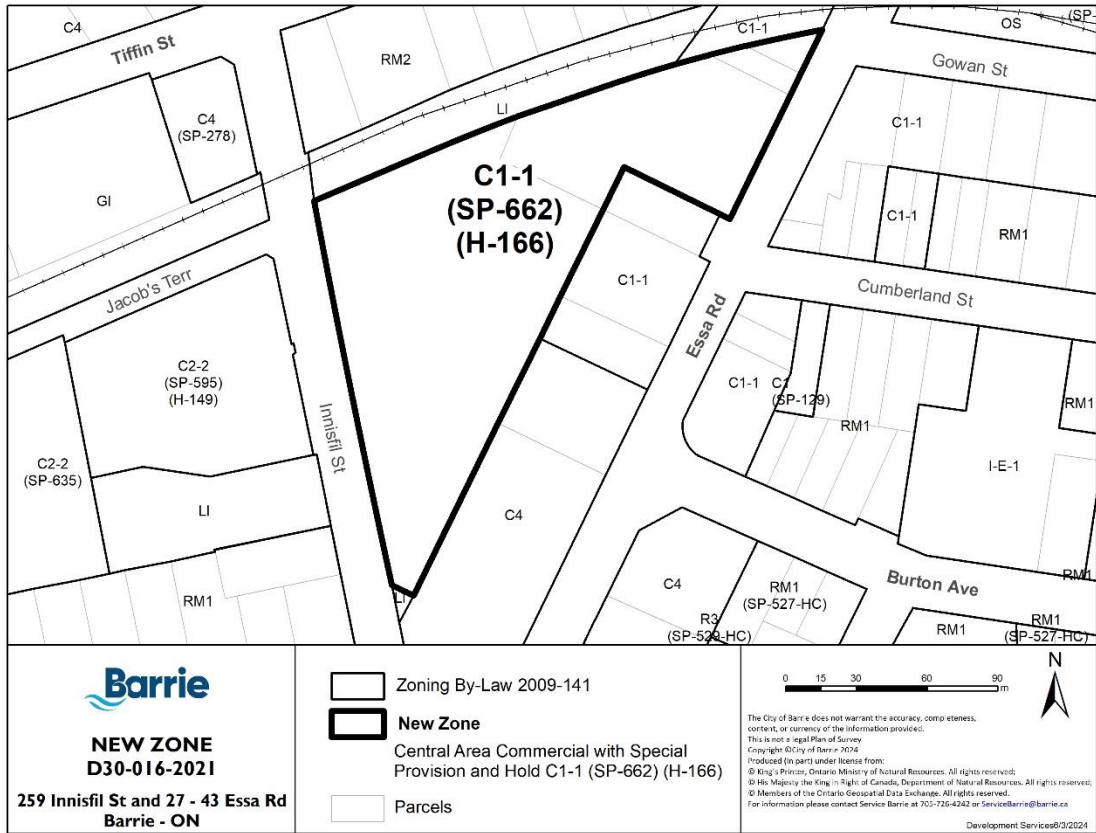 C4
Tiffin St
RM2
C1-1
OS
(SP-
Gowan St
C4
(SP-278)
LI
C1-1
GI
C1-1
(SP-662)
(H-166)
C1-1
RM1
Jacob's Terr
C1-1
Cumberland St
Essa Rd
C2-2
(SP-595)
(H-149)
C1-1
C1
(SP-129)
RM1
RM1
Innisfil St
C2-2
(SP-635)
I-E-1
LI
C4
RM1
LI
C4
RM1
(SP-527-HC)
Burton Ave
RM1
R3
(SP-529-HC)
RM1
RM1
(SP-527-HC)
Barrie
NEW ZONE
D30-016-2021
259 Innisfil St and 27 - 43 Essa Rd
Barrie - ON
Zoning By-Law 2009-141
New Zone
Central Area Commercial with Special
Provision and Hold C1-1 (SP-662) (H-166)
Parcels
0 15 30 60 90
m
N
The City of Barrie does not warrant the accuracy, completeness,
content, or currency of the information provided.
This is not a legal Plan of Survey
Copyright ©City of Barrie 2024
Produced (in part) under license from:
© King's Printer, Ontario Ministry of Natural Resources. All rights reserved;
© His Majesty the King in Right of Canada, Department of Natural Resources. All rights reserved;
© Members of the Ontario Geospatial Data Exchange. All rights reserved.
For information please contact Service Barrie at 705-726-4242 or ServiceBarrie@barrie.ca
Development Services6/3/2024